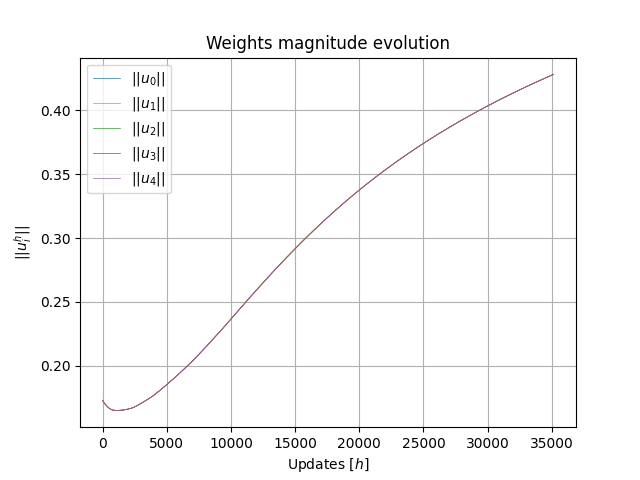 Weights magnitude evolution
||u₀||
||u₁||
||u₂||
||u₃||
||u₄||
0.40
0.35
0.30
0.25
0.20
||uᵢʰ||
0 5000 10000 15000 20000 25000 30000 35000
Updates [h]